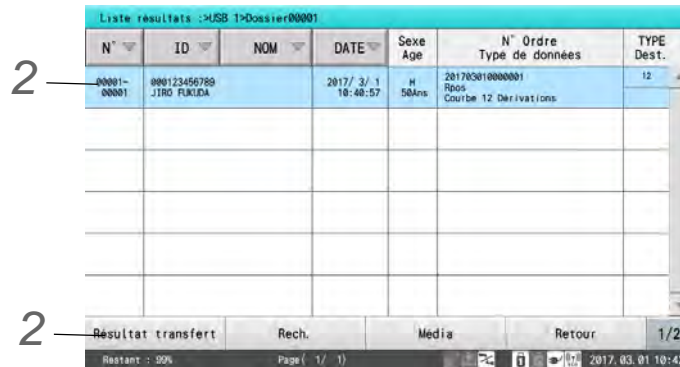 Liste résultats :>USB 1>Dossier00001
N° ID NOM DATE Sexe Age N° Ordre Type de données TYPE Dest.
2
00001-00001
000123456789
JIRO FUKUDA
2017/ 3/ 1
10:40:57
H
50Ans
201703010000001
Rpos
Courbe 12 Dérivations
12
2
Résultat transfert Rech. Média Retour 1/2
Restant : 99% Page( 1/ 1) 2017.03.01 10:42